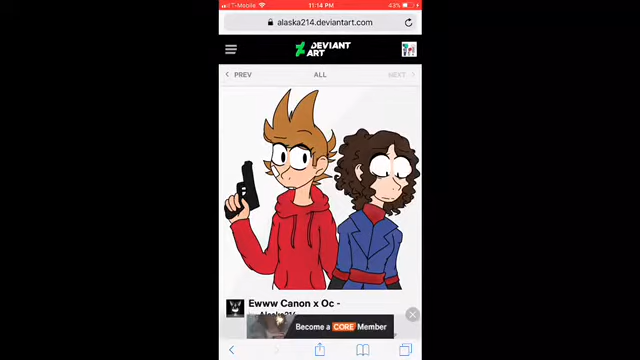 T-Mobile 11:14 PM 43%
alaska214.deviantart.com
DEVIANT
ART
PREV ALL NEXT
Ewww Canon x Oc -
Alaska214
Become a CORE Member